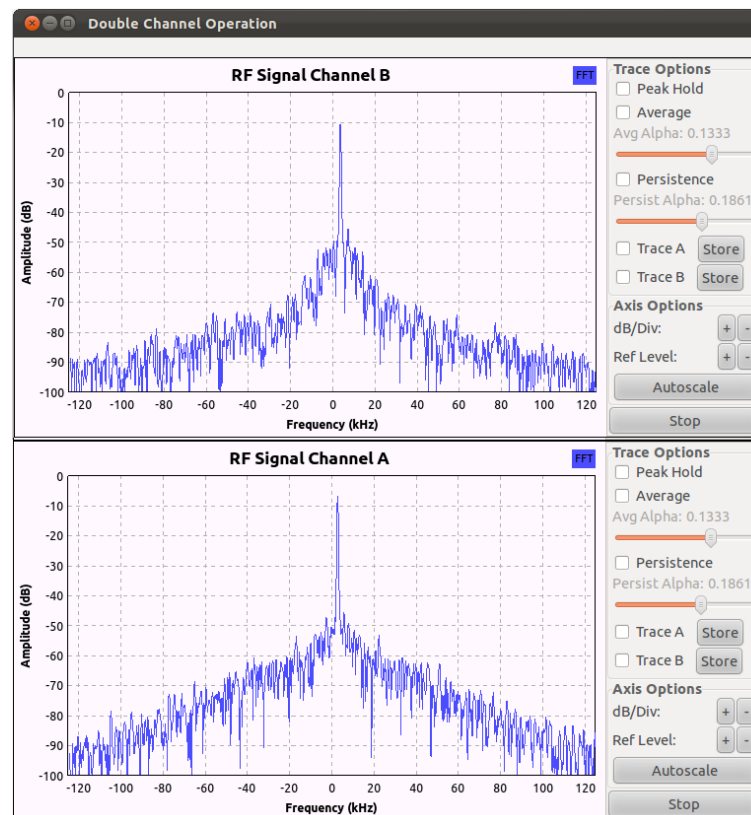 Double Channel Operation
RF Signal Channel B
FFT
0
-10
-20
-30
-40
-50
-60
-70
-80
-90
-100
Amplitude (dB)
-120 -100 -80 -60 -40 -20 0 20 40 60 80 100 120
Frequency (kHz)
Trace Options
Peak Hold
Average
Avg Alpha: 0.1333
Persistence
Persist Alpha: 0.1861
Trace A Store
Trace B Store
Axis Options
dB/Div: + -
Ref Level: + -
Autoscale
Stop
RF Signal Channel A
FFT
0
-10
-20
-30
-40
-50
-60
-70
-80
-90
-100
Amplitude (dB)
-120 -100 -80 -60 -40 -20 0 20 40 60 80 100 120
Frequency (kHz)
Trace Options
Peak Hold
Average
Avg Alpha: 0.1333
Persistence
Persist Alpha: 0.1861
Trace A Store
Trace B Store
Axis Options
dB/Div: + -
Ref Level: + -
Autoscale
Stop